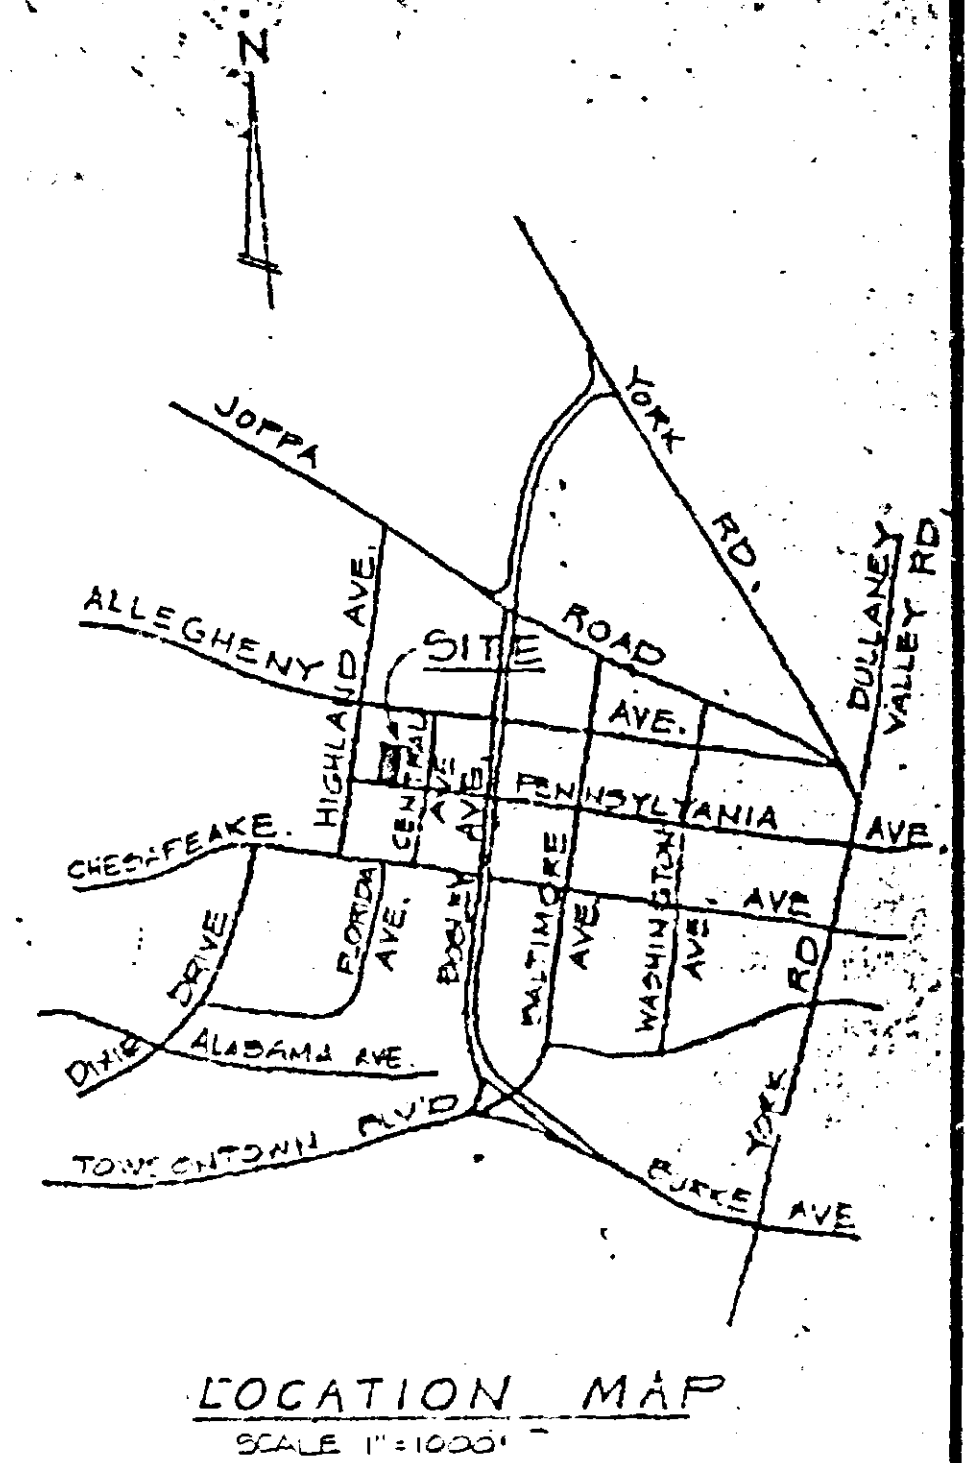 N.
JOPPA
YORK
RD.
DULLANEY
VALLEY RD.
ALLEGHENY
HIGHLAND AVE.
SITE
ROAD
AVE.
CENTRAL
AVE
PENNSYLVANIA
AVE
CHESAPEAKE.
AVE
DRIVE
DIXIE
FLORIDA
AVE.
BOSLEY AVE.
BALTIMORE
AVE.
WASHINGTON
AVE.
YORK RD
ALABAMA AVE.
TOWSONTOWN BLV'D
BURKE AVE
LOCATION MAP
SCALE 1"=1000'